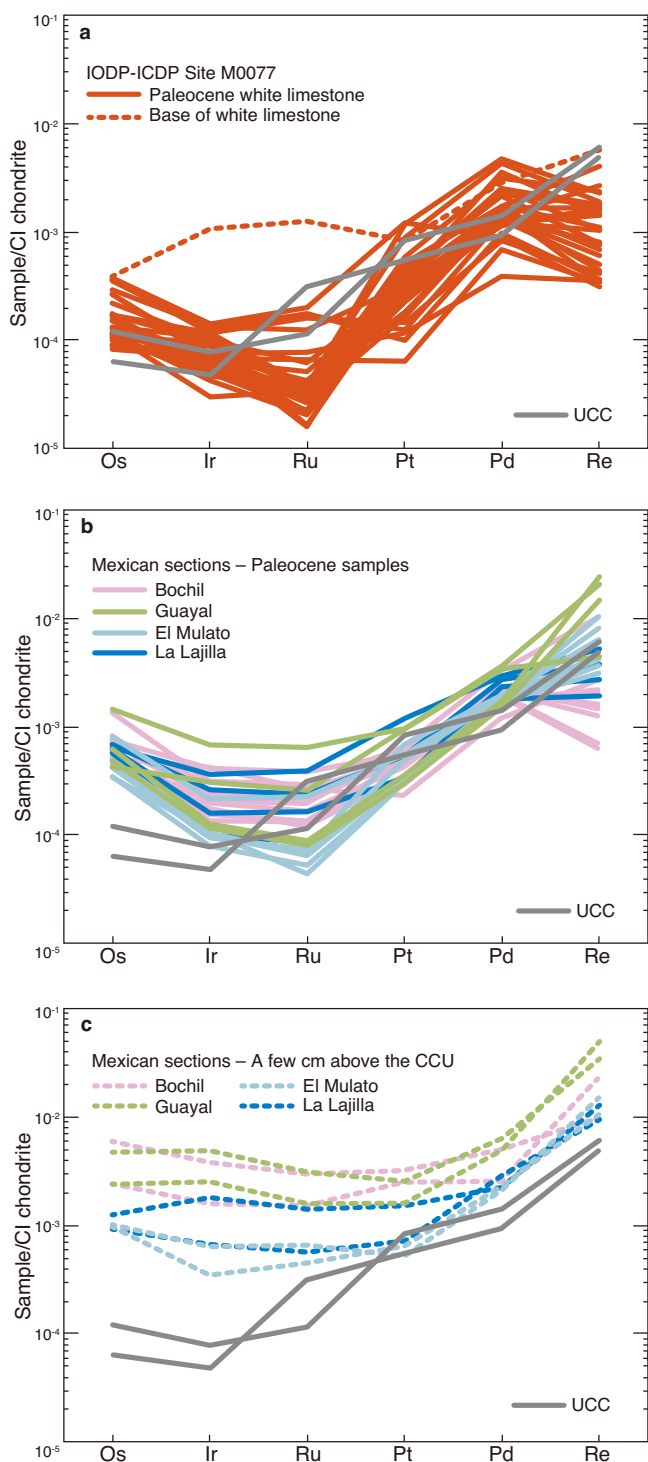 a
IODP-ICDP Site M0077
Paleocene white limestone
Base of white limestone
Sample/CI chondrite
10⁻¹
10⁻²
10⁻³
10⁻⁴
10⁻⁵
UCC
Os Ir Ru Pt Pd Re
b
Mexican sections – Paleocene samples
Bochil
Guayal
El Mulato
La Lajilla
Sample/CI chondrite
10⁻¹
10⁻²
10⁻³
10⁻⁴
10⁻⁵
UCC
Os Ir Ru Pt Pd Re
c
Mexican sections – A few cm above the CCU
Bochil El Mulato
Guayal La Lajilla
Sample/CI chondrite
10⁻¹
10⁻²
10⁻³
10⁻⁴
10⁻⁵
UCC
Os Ir Ru Pt Pd Re